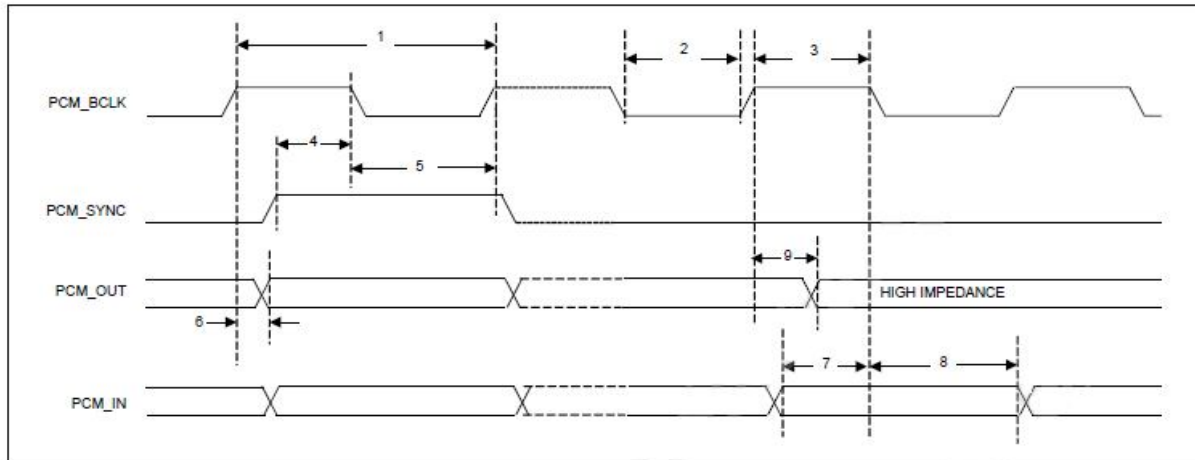 1
2
3
PCM_BCLK
4
5
PCM_SYNC
9
PCM_OUT
HIGH IMPEDANCE
6
7
8
PCM_IN